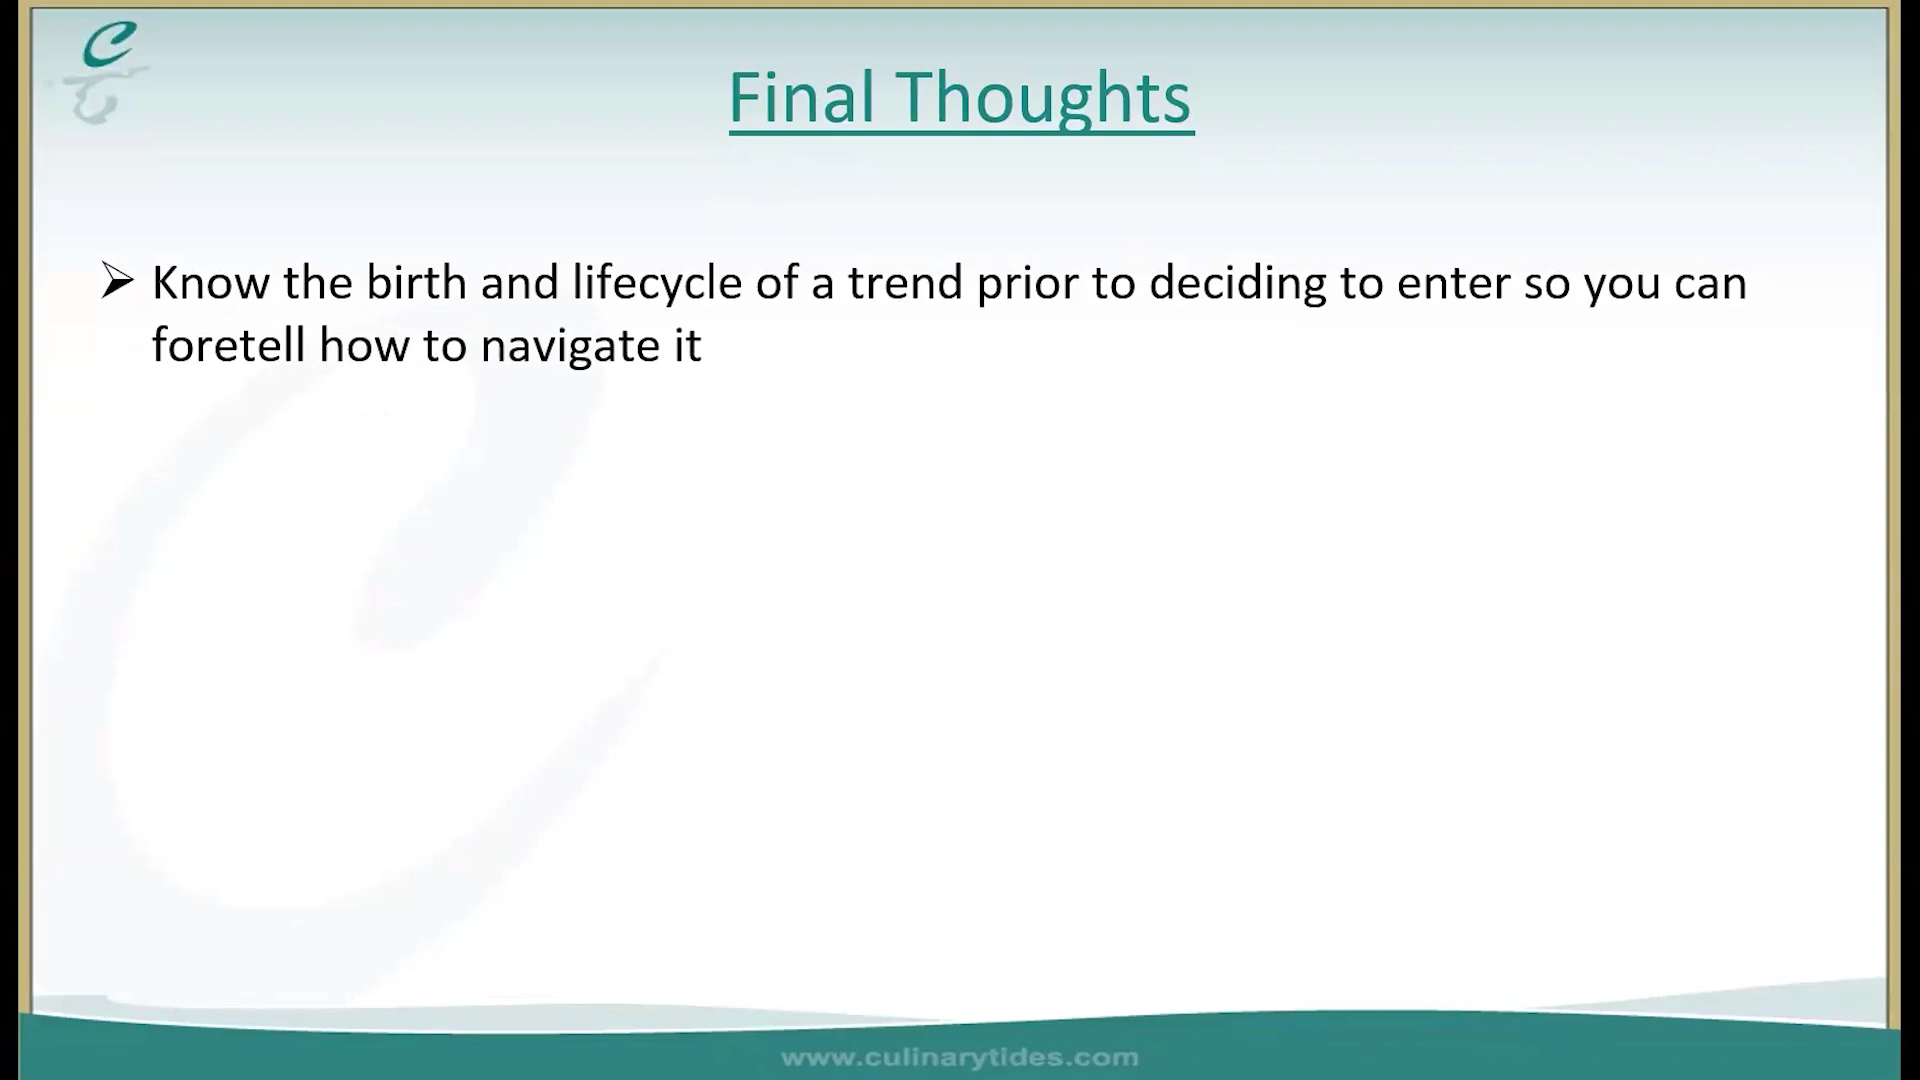 Final Thoughts
➢ Know the birth and lifecycle of a trend prior to deciding to enter so you can
foretell how to navigate it
www.culinarytides.com